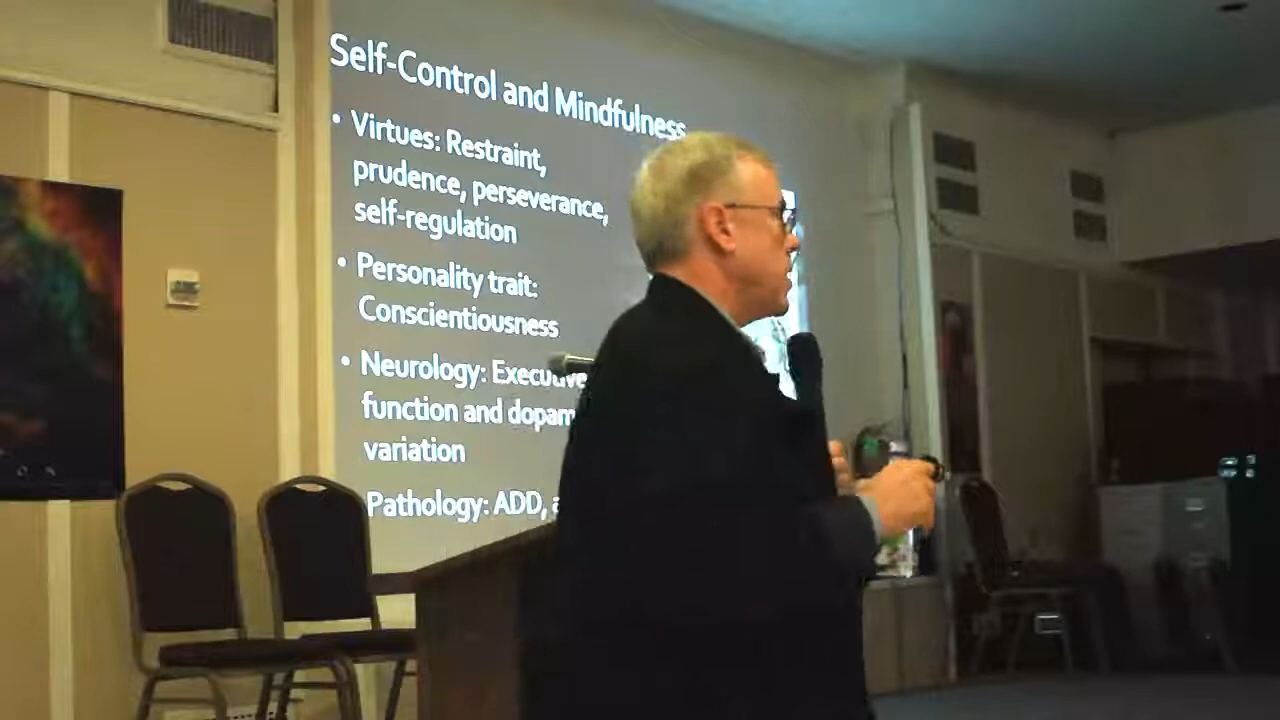 Self-Control and Mindfulness
• Virtues: Restraint,
prudence, perseverance,
self-regulation
• Personality trait:
Conscientiousness
• Neurology: Executive
function and dopam
variation
Pathology: ADD, a